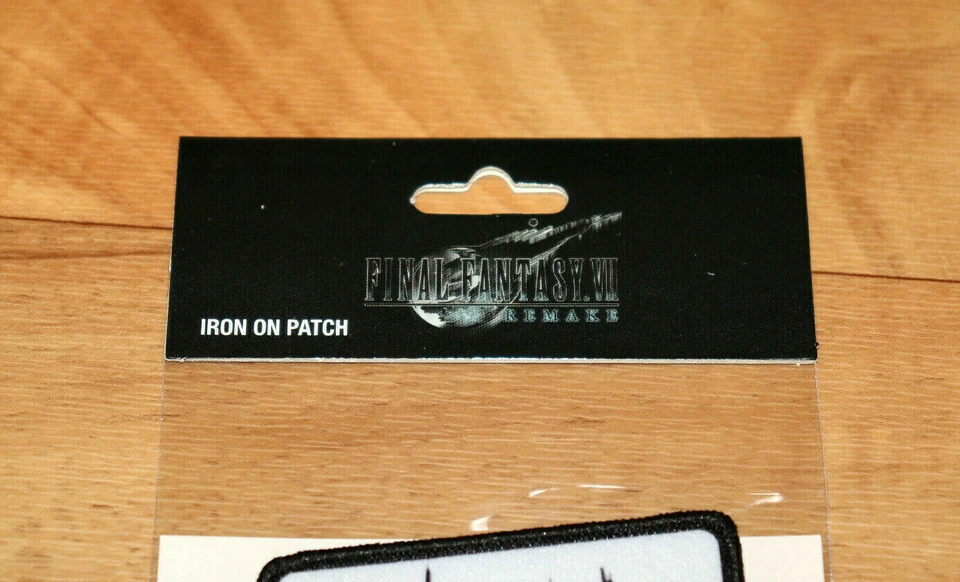 FINAL FANTASY.VII
REMAKE
IRON ON PATCH